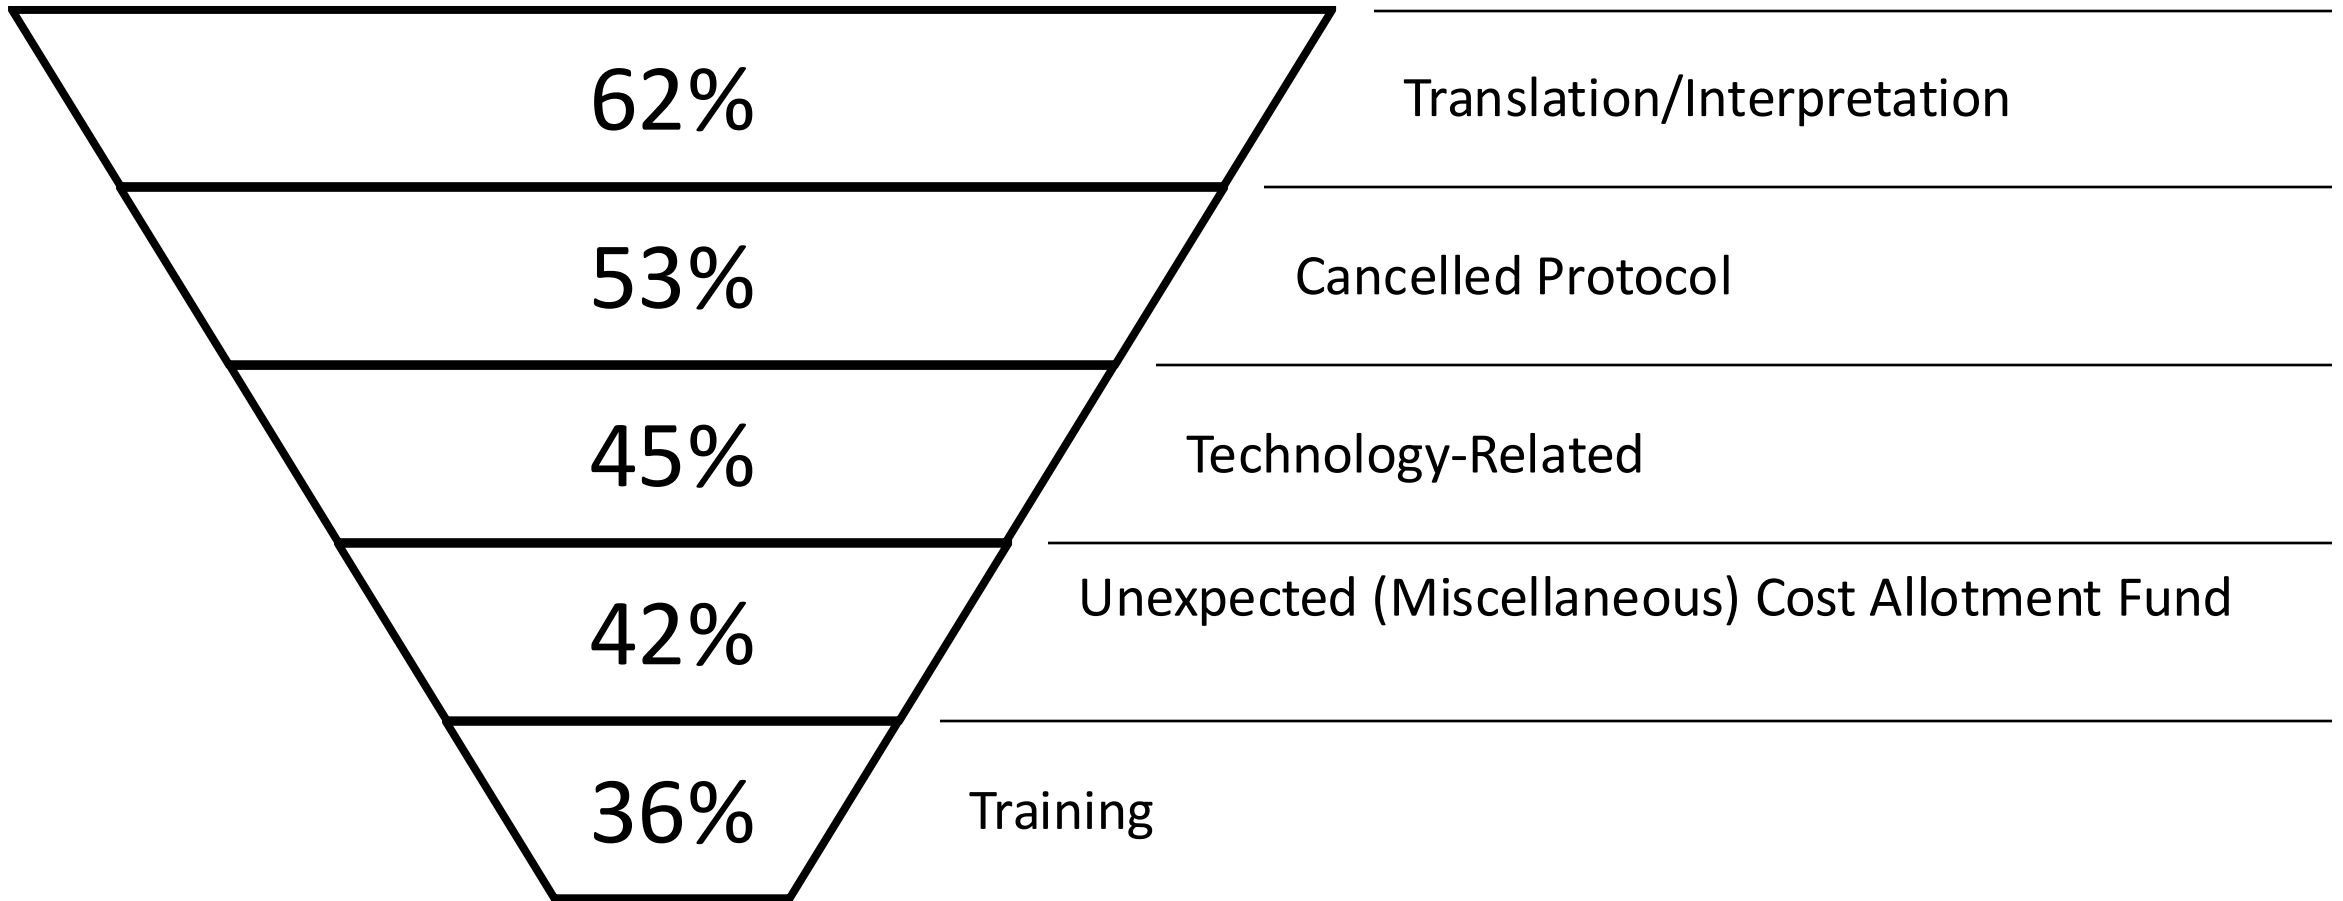 62%
Translation/Interpretation
53%
Cancelled Protocol
45%
Technology-Related
42%
Unexpected (Miscellaneous) Cost Allotment Fund
36%
Training